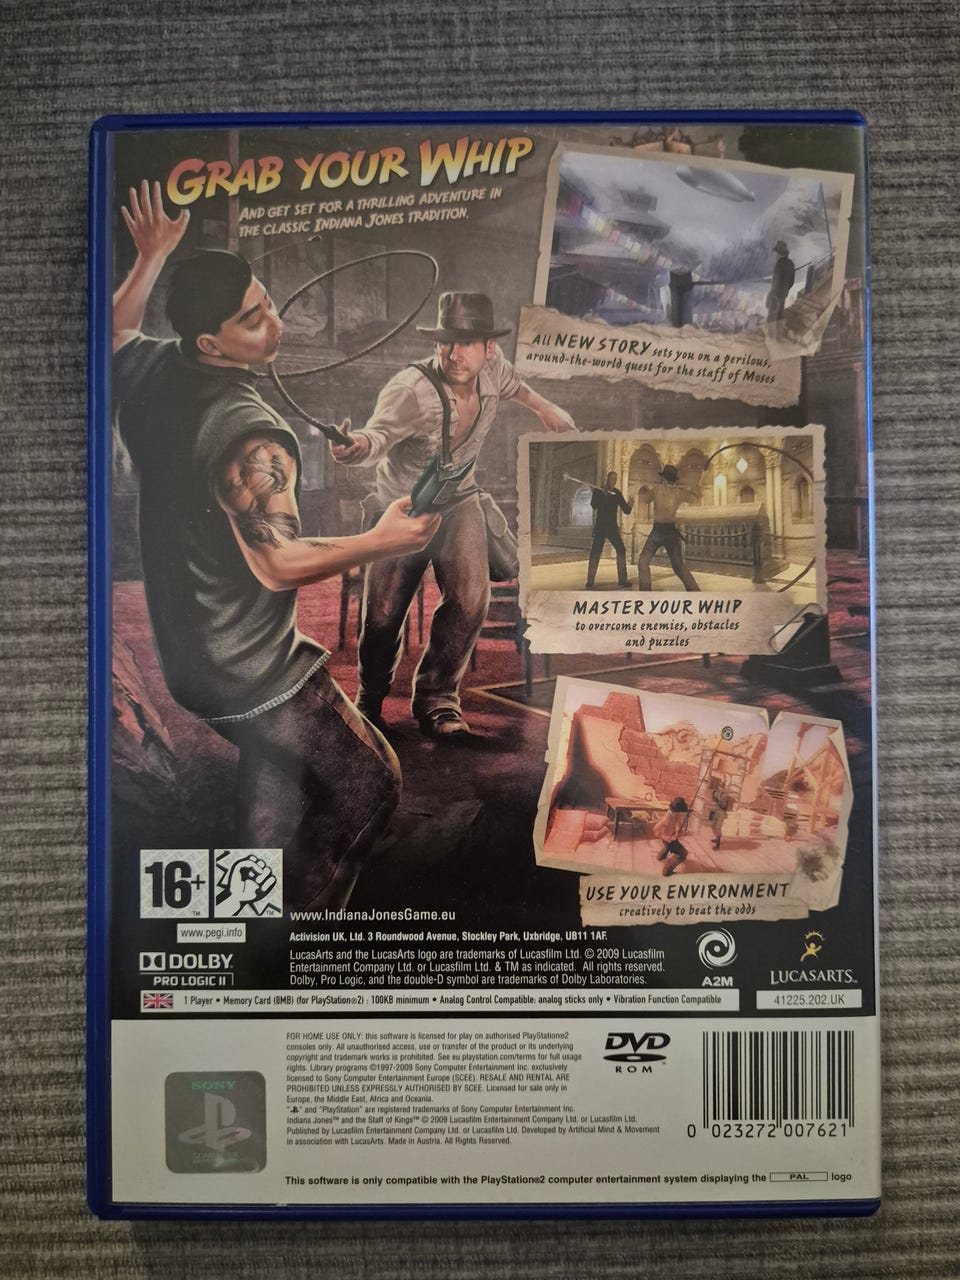 GRAB YOUR WHIP
AND GET SET FOR A THRILLING ADVENTURE IN
THE CLASSIC INDIANA JONES TRADITION.
All NEW STORY sets you on a perilous,
around-the-world quest for the staff of Moses
MASTER YOUR WHIP
to overcome enemies, obstacles
and puzzles
USE YOUR ENVIRONMENT
creatively to beat the odds
16+
TM
TM
www.pegi.info
www.IndianaJonesGame.eu
Activision UK, Ltd. 3 Roundwood Avenue, Stockley Park, Uxbridge, UB11 1AF.
DOLBY
PRO LOGIC II
LucasArts and the LucasArts logo are trademarks of Lucasfilm Ltd. © 2009 Lucasfilm
Entertainment Company Ltd. or Lucasfilm Ltd. & TM as indicated. All rights reserved.
Dolby, Pro Logic, and the double-D symbol are trademarks of Dolby Laboratories.
A2M
LUCASARTS
1 Player • Memory Card (8MB) (for PlayStation®2) : 100KB minimum • Analog Control Compatible: analog sticks only • Vibration Function Compatible
41225.202.UK
FOR HOME USE ONLY: this software is licensed for play on authorised PlayStation®2
consoles only. All unauthorised access, use or transfer of the product or its underlying
copyright and trademark works is prohibited. See eu.playstation.com/terms for full usage
rights. Library programs ©1997-2009 Sony Computer Entertainment Inc. exclusively
licensed to Sony Computer Entertainment Europe (SCEE). RESALE AND RENTAL ARE
PROHIBITED UNLESS EXPRESSLY AUTHORISED BY SCEE. Licensed for sale only in
Europe, the Middle East, Africa and Oceania.
" " and "PlayStation" are registered trademarks of Sony Computer Entertainment Inc.
Indiana Jones™ and the Staff of Kings™ © 2009 Lucasfilm Entertainment Company Ltd. or Lucasfilm Ltd.
Published by Lucasfilm Entertainment Company Ltd. or Lucasfilm Ltd. Developed by Artificial Mind & Movement
in association with LucasArts. Made in Austria. All Rights Reserved.
DVD
ROM
SONY
COMPUTER
0 023272 007621
This software is only compatible with the PlayStation®2 computer entertainment system displaying the PAL logo